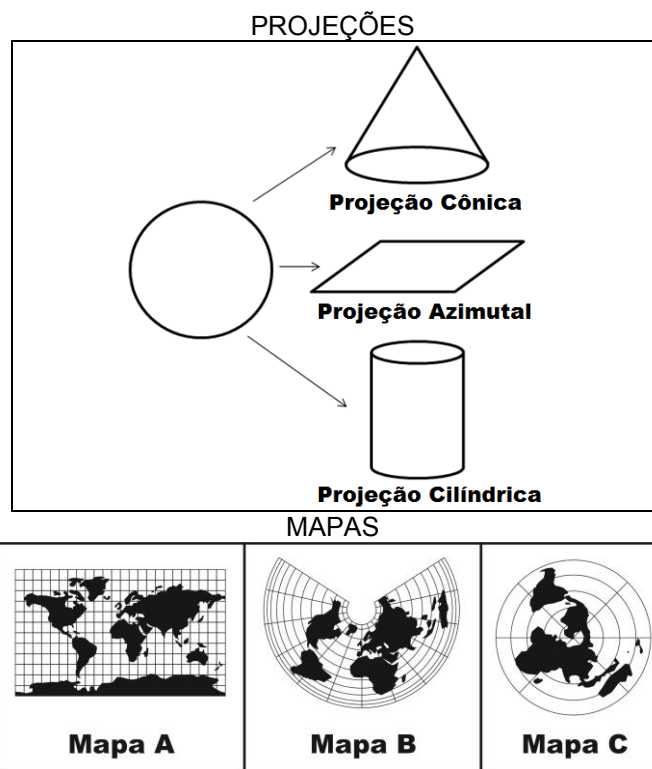 PROJEÇÕES
Projeção Cônica
Projeção Azimutal
Projeção Cilíndrica
MAPAS
Mapa A
Mapa B
Mapa C